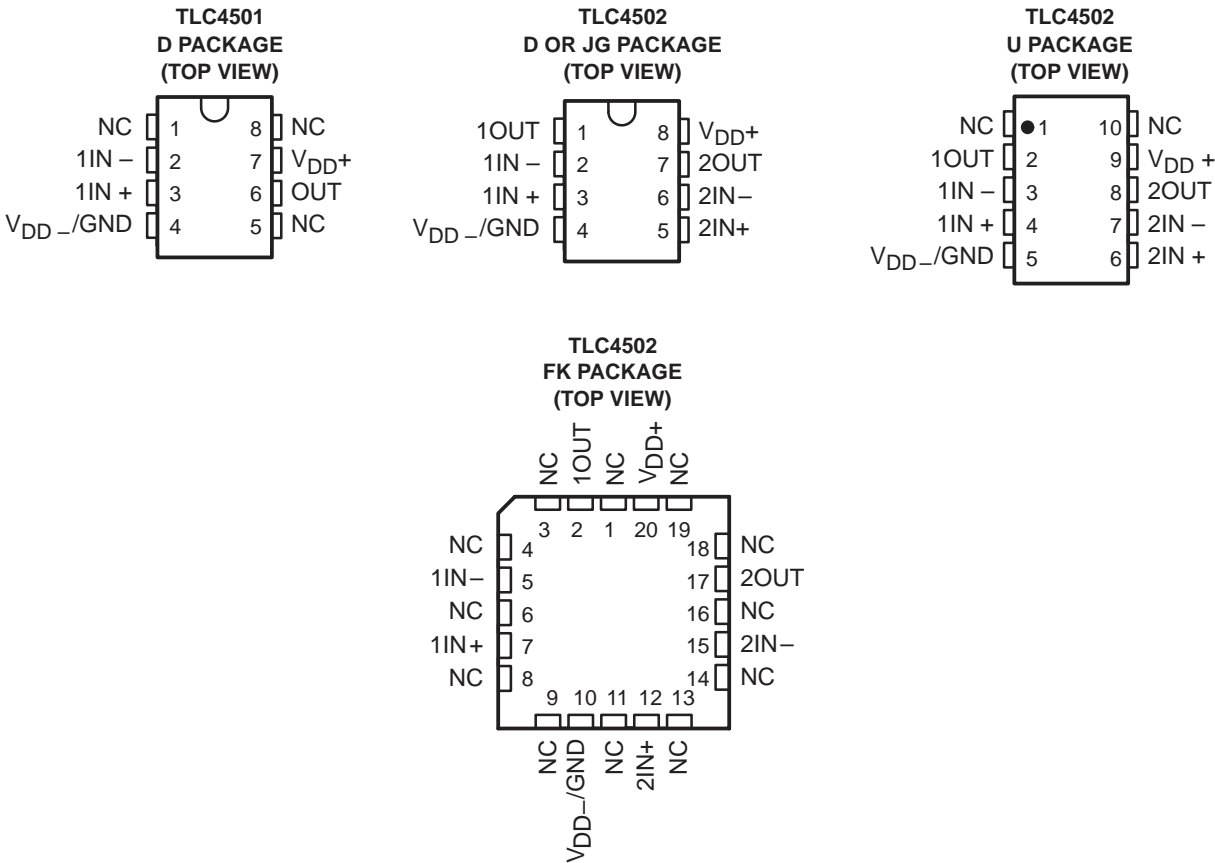 TLC4501
D PACKAGE
(TOP VIEW)
NC 1 8 NC
1IN – 2 7 VDD+
1IN + 3 6 OUT
VDD –/GND 4 5 NC
TLC4502
D OR JG PACKAGE
(TOP VIEW)
1OUT 1 8 VDD+
1IN – 2 7 2OUT
1IN + 3 6 2IN–
VDD –/GND 4 5 2IN+
TLC4502
U PACKAGE
(TOP VIEW)
NC 1 10 NC
1OUT 2 9 VDD +
1IN – 3 8 2OUT
1IN + 4 7 2IN –
VDD–/GND 5 6 2IN +
TLC4502
FK PACKAGE
(TOP VIEW)
NC 1OUT NC VDD+ NC
3 2 1 20 19
NC 4 18 NC
1IN– 5 17 2OUT
NC 6 16 NC
1IN+ 7 15 2IN–
NC 8 14 NC
9 10 11 12 13
NC VDD–/GND NC 2IN+ NC